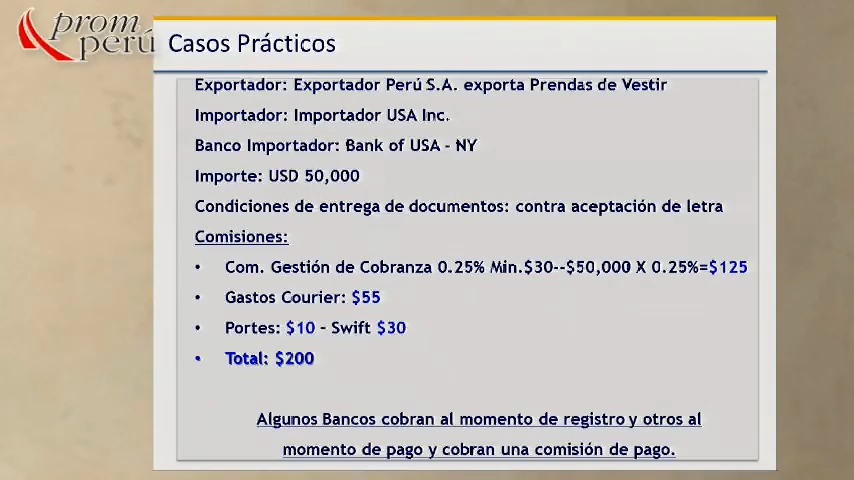 prom
perú
Casos Prácticos
Exportador: Exportador Perú S.A. exporta Prendas de Vestir
Importador: Importador USA Inc.
Banco Importador: Bank of USA - NY
Importe: USD 50,000
Condiciones de entrega de documentos: contra aceptación de letra
Comisiones:
• Com. Gestión de Cobranza 0.25% Min.$30--$50,000 X 0.25%=$125
• Gastos Courier: $55
• Portes: $10 – Swift $30
• Total: $200
Algunos Bancos cobran al momento de registro y otros al
momento de pago y cobran una comisión de pago.